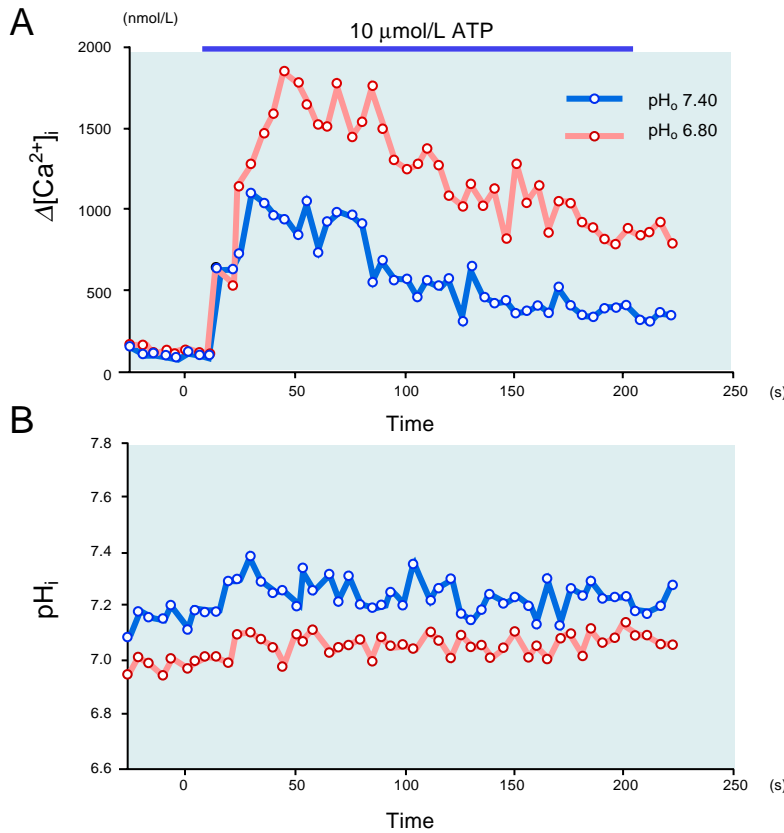 A
(nmol/L)
10 μmol/L ATP
2000
1500
1000
500
0
Δ[Ca²⁺]ᵢ
pHₒ 7.40
pHₒ 6.80
0
50
100
150
200
250
(s)
Time
B
7.8
7.6
7.4
7.2
7.0
6.8
6.6
pHᵢ
0
50
100
150
200
250
(s)
Time